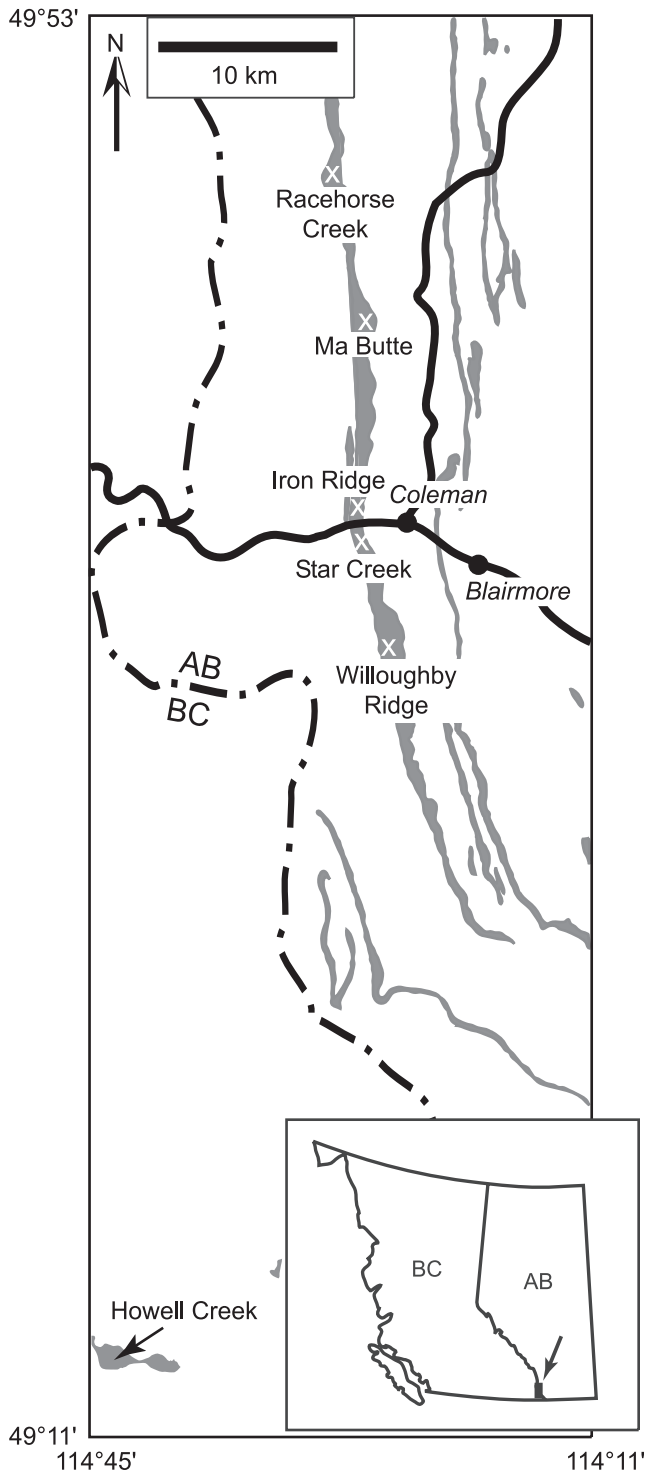 49°53'
N
10 km
Racehorse
Creek
X
Ma Butte
X
Iron Ridge
X
Coleman
X
Star Creek
Blairmore
X
Willoughby
Ridge
AB
BC
BC
AB
Howell Creek
49°11'
114°45'
114°11'